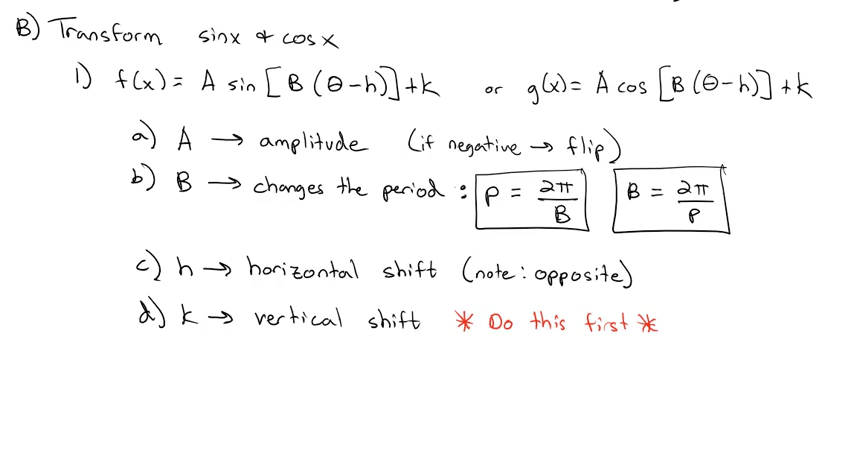 B) Transform sinx & cosx
1) f(x) = A sin [B (θ-h)] + k or g(x) = A cos [B (θ-h)] + k
a) A → amplitude (if negative → flip)
b) B → changes the period : P = 2π/B B = 2π/P
c) h → horizontal shift (note: opposite)
d) k → vertical shift * Do this first *